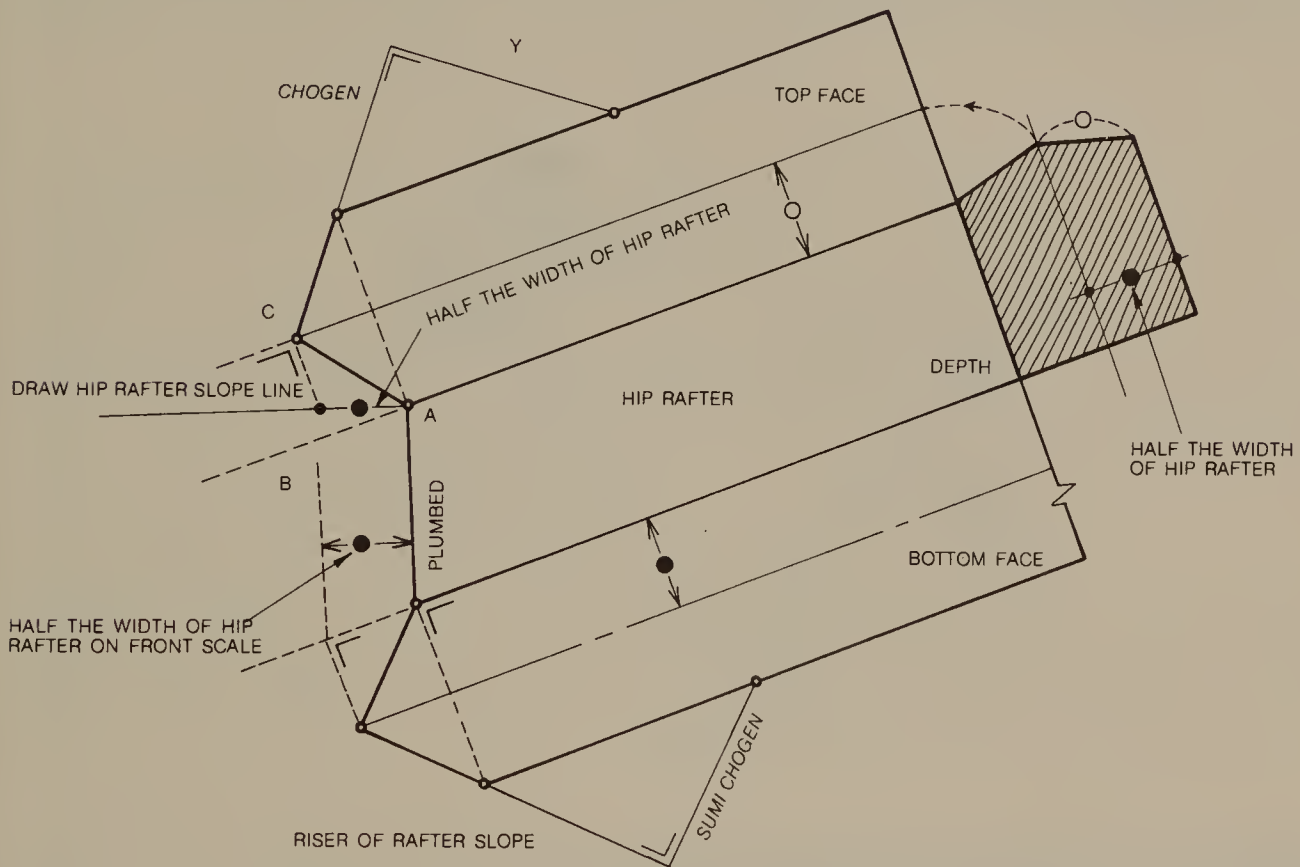 Y
CHOGEN
TOP FACE
HALF THE WIDTH OF HIP RAFTER
C
DRAW HIP RAFTER SLOPE LINE
A
HIP RAFTER
DEPTH
HALF THE WIDTH
OF HIP RAFTER
B
PLUMBED
BOTTOM FACE
HALF THE WIDTH OF HIP
RAFTER ON FRONT SCALE
SUMI CHOGEN
RISER OF RAFTER SLOPE